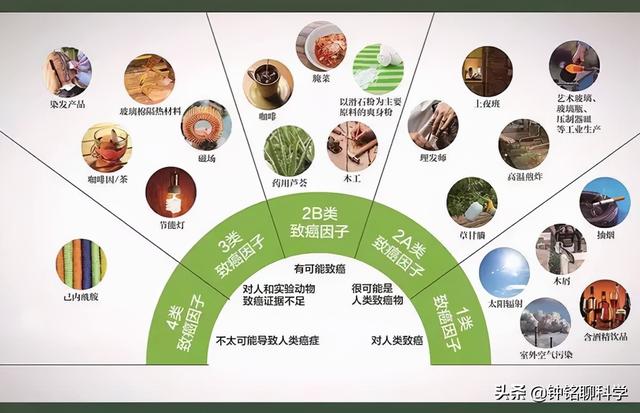 染发产品
玻璃棉隔热材料
磁场
咖啡因/茶
节能灯
己内酰胺
咖啡
腌菜
以滑石粉为主要
原料的爽身粉
药用芦荟
木工
上夜班
艺术玻璃、
玻璃瓶、
压制器皿
等工业生产
理发师
高温煎炸
草甘膦
抽烟
木屑
太阳辐射
室外空气污染
含酒精饮品
4类
致癌因子
3类
致癌因子
2B类
致癌因子
2A类
致癌因子
1类
致癌因子
不太可能导致人类癌症
对人和实验动物
致癌证据不足
有可能致癌
很可能是
人类致癌物
对人类致癌
头条 @钟铭聊科学